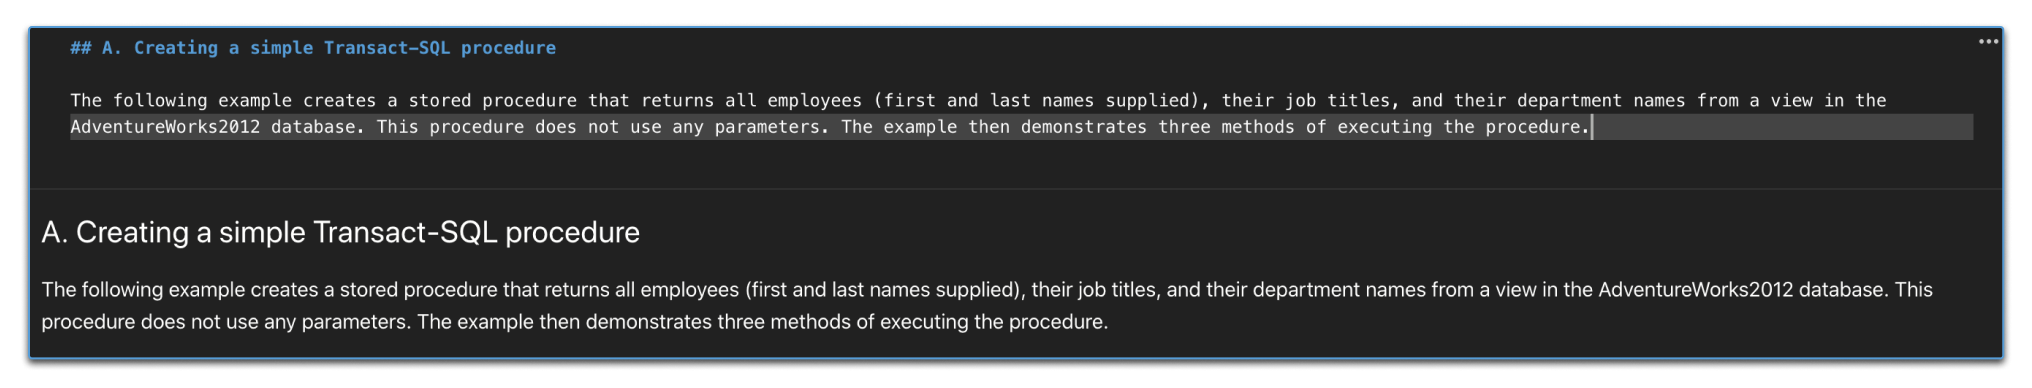 ## A. Creating a simple Transact-SQL procedure
The following example creates a stored procedure that returns all employees (first and last names supplied), their job titles, and their department names from a view in the
AdventureWorks2012 database. This procedure does not use any parameters. The example then demonstrates three methods of executing the procedure.
A. Creating a simple Transact-SQL procedure
The following example creates a stored procedure that returns all employees (first and last names supplied), their job titles, and their department names from a view in the AdventureWorks2012 database. This
procedure does not use any parameters. The example then demonstrates three methods of executing the procedure.